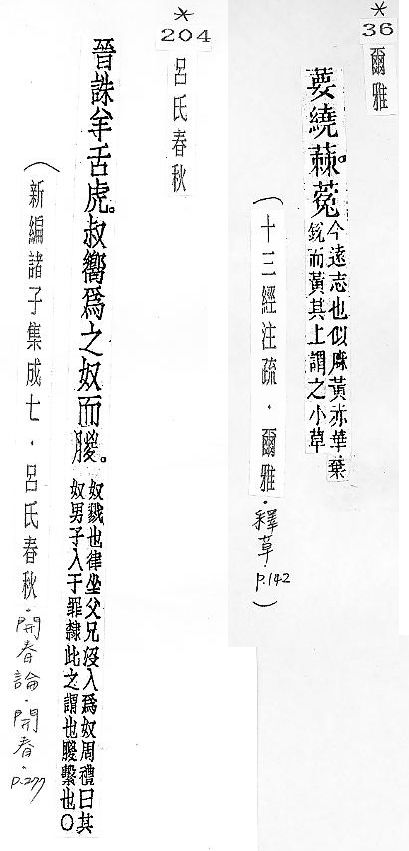 *
36
爾雅
葽繞蕀。菟
今遠志也似麻黃赤華葉
銳而黃其上謂之小草
(十三經注疏.爾雅.釋草.p.142)
*
204
呂氏春秋
晉誅羊舌虎。叔嚮爲之奴而朡。
奴戮也律坐父兄沒入爲奴周禮曰其
奴男子入于罪隸此之謂也朡繫也○
(新編諸子集成七.呂氏春秋.開春論.開春.p.277